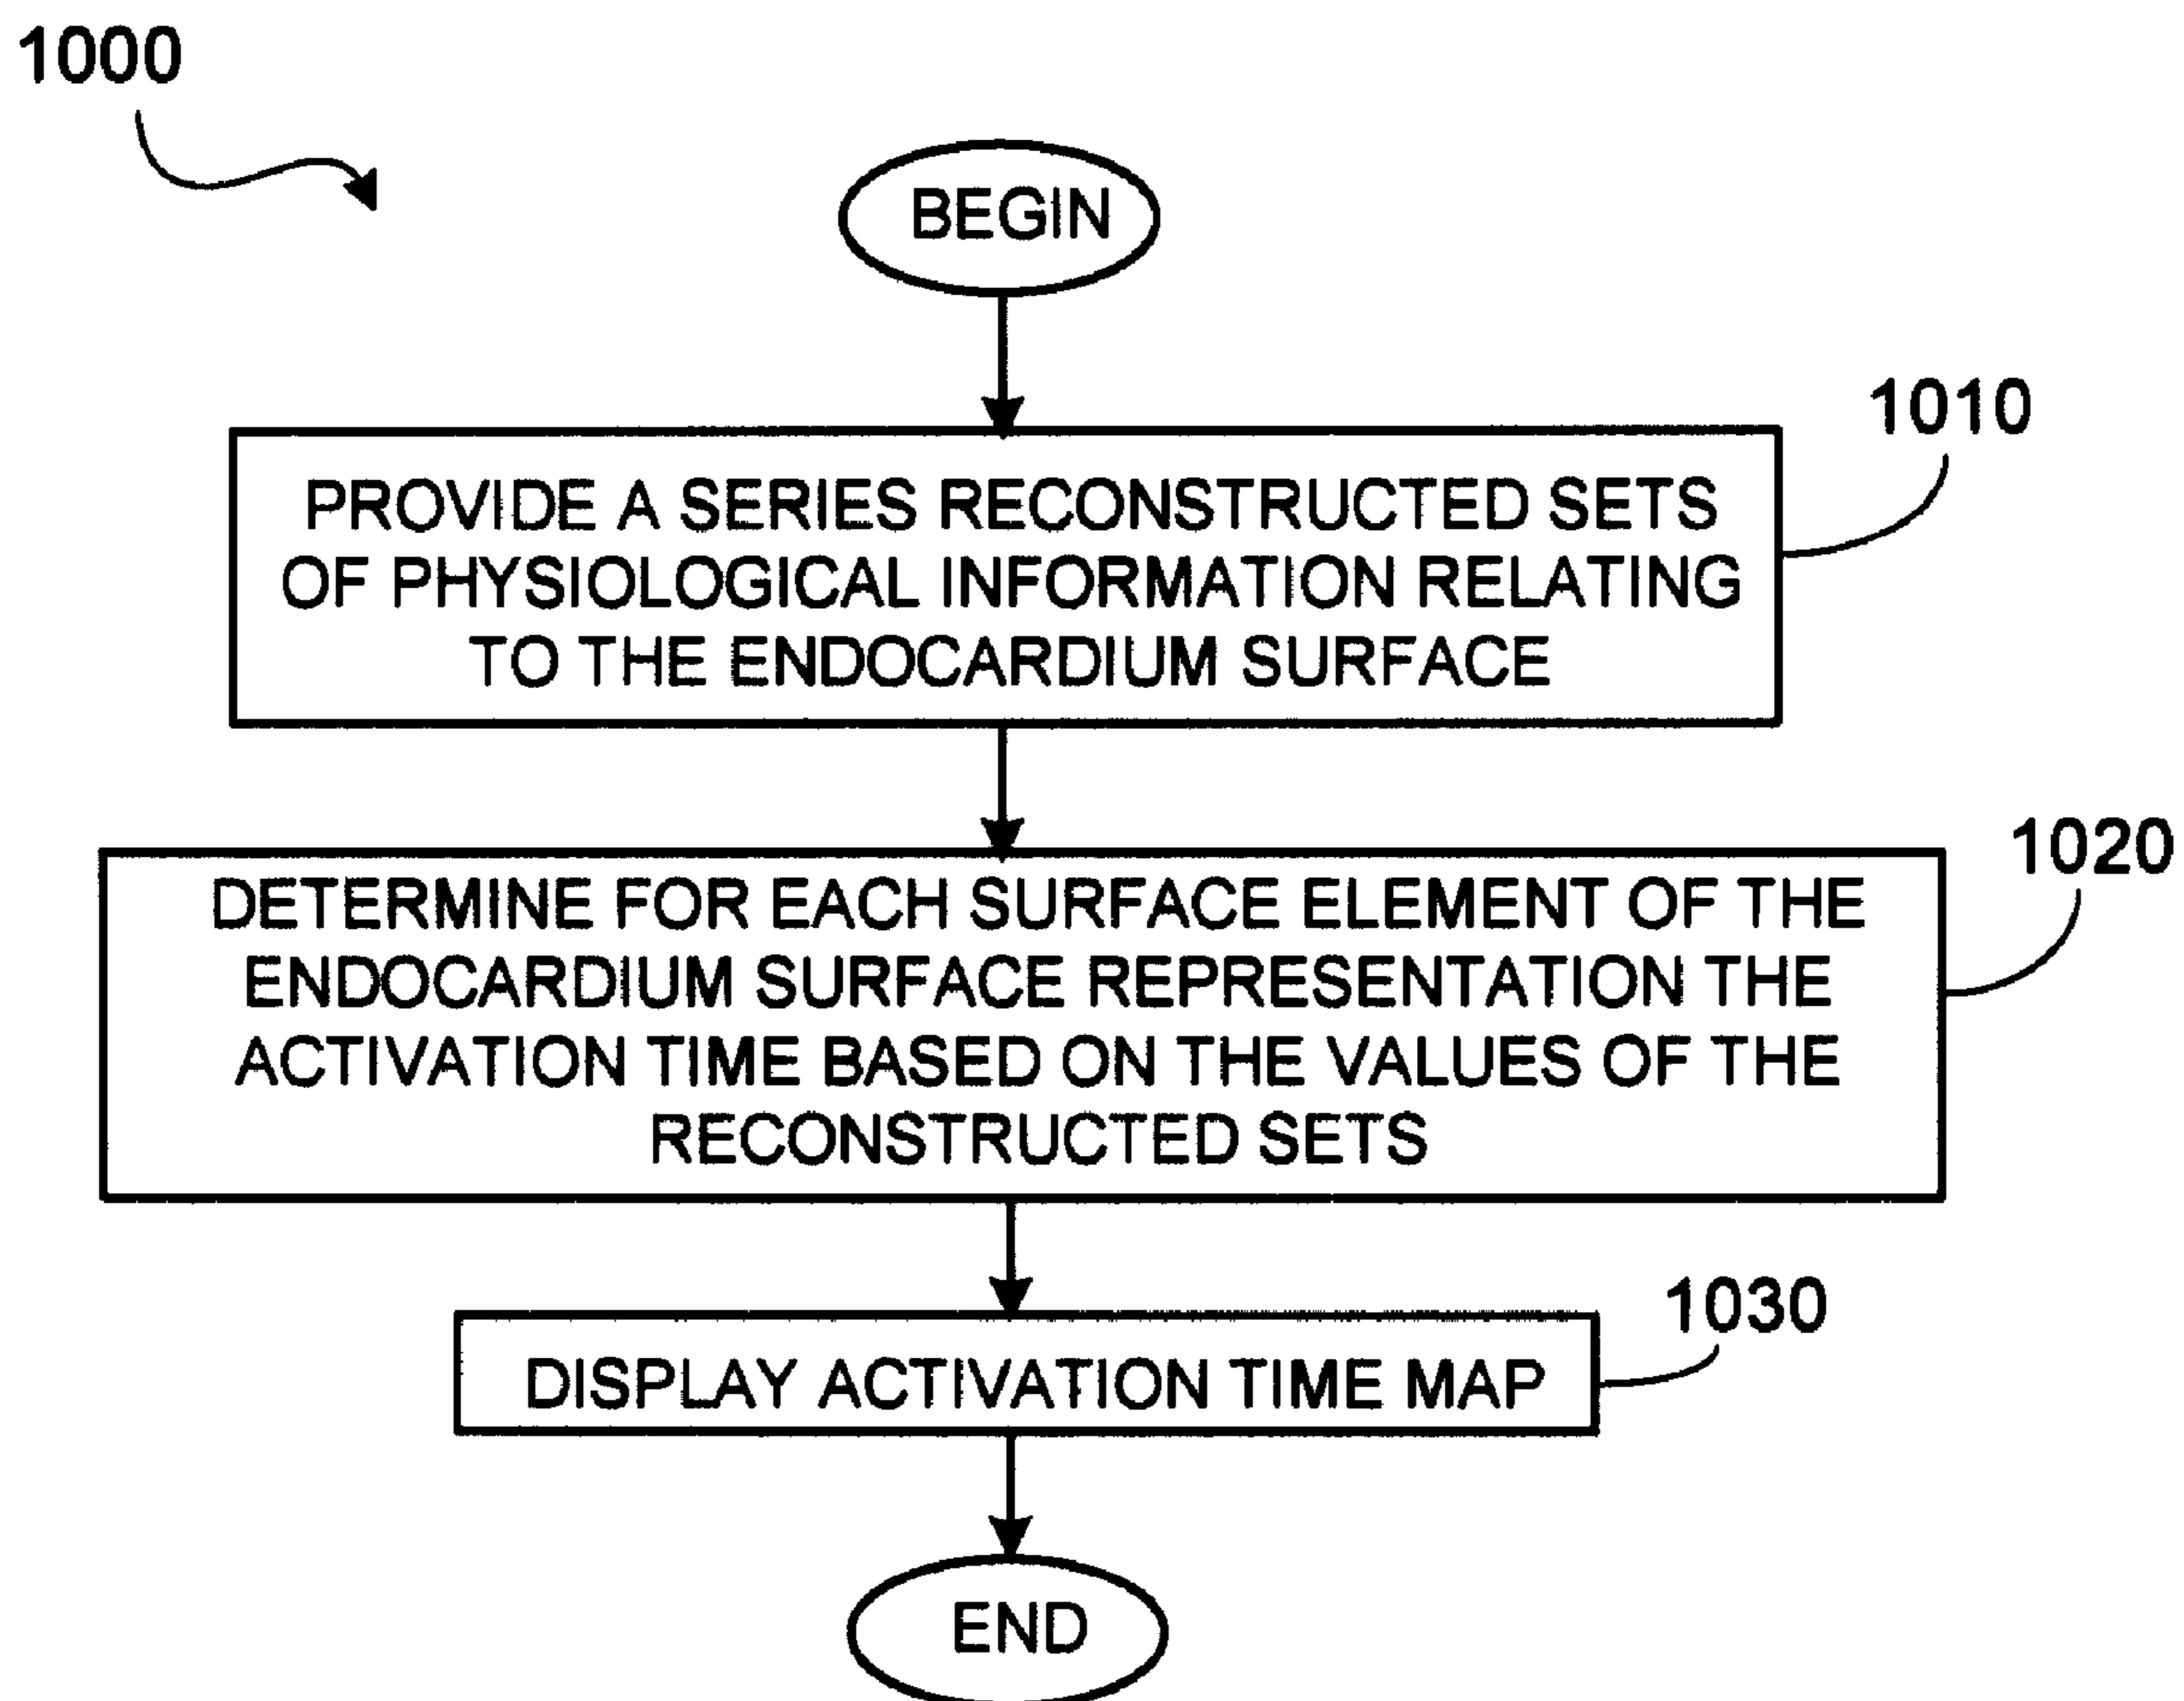 1000
BEGIN
1010
PROVIDE A SERIES RECONSTRUCTED SETS
OF PHYSIOLOGICAL INFORMATION RELATING
TO THE ENDOCARDIUM SURFACE
1020
DETERMINE FOR EACH SURFACE ELEMENT OF THE
ENDOCARDIUM SURFACE REPRESENTATION THE
ACTIVATION TIME BASED ON THE VALUES OF THE
RECONSTRUCTED SETS
1030
DISPLAY ACTIVATION TIME MAP
END